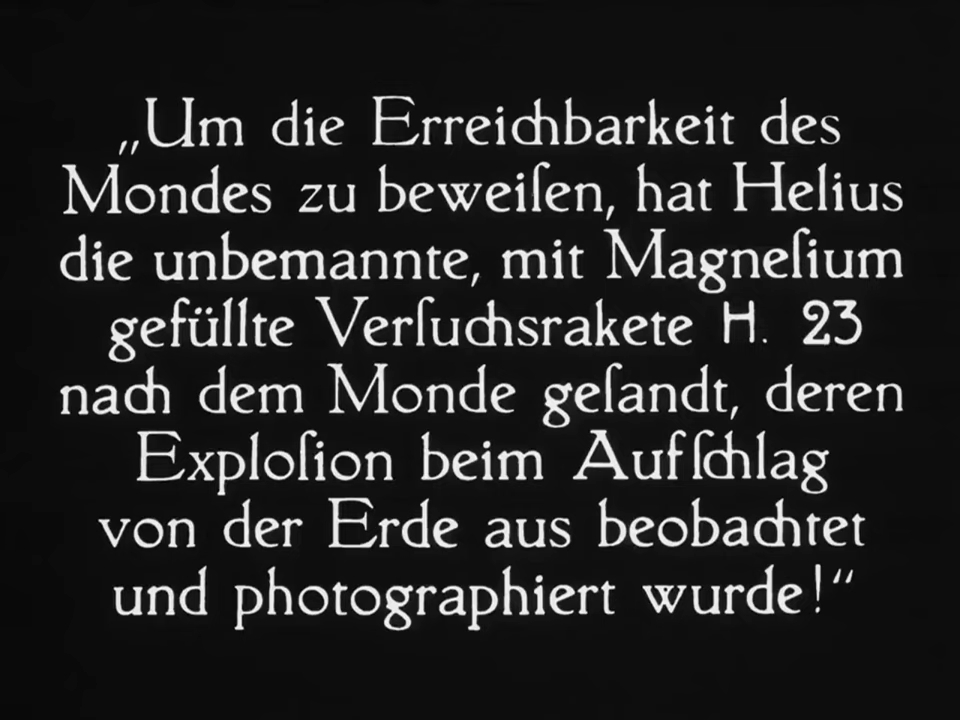 „Um die Erreichbarkeit des
Mondes zu beweiſen, hat Helius
die unbemannte, mit Magneſium
gefüllte Verſuchsrakete H. 23
nach dem Monde geſandt, deren
Exploſion beim Aufſchlag
von der Erde aus beobachtet
und photographiert wurde!“